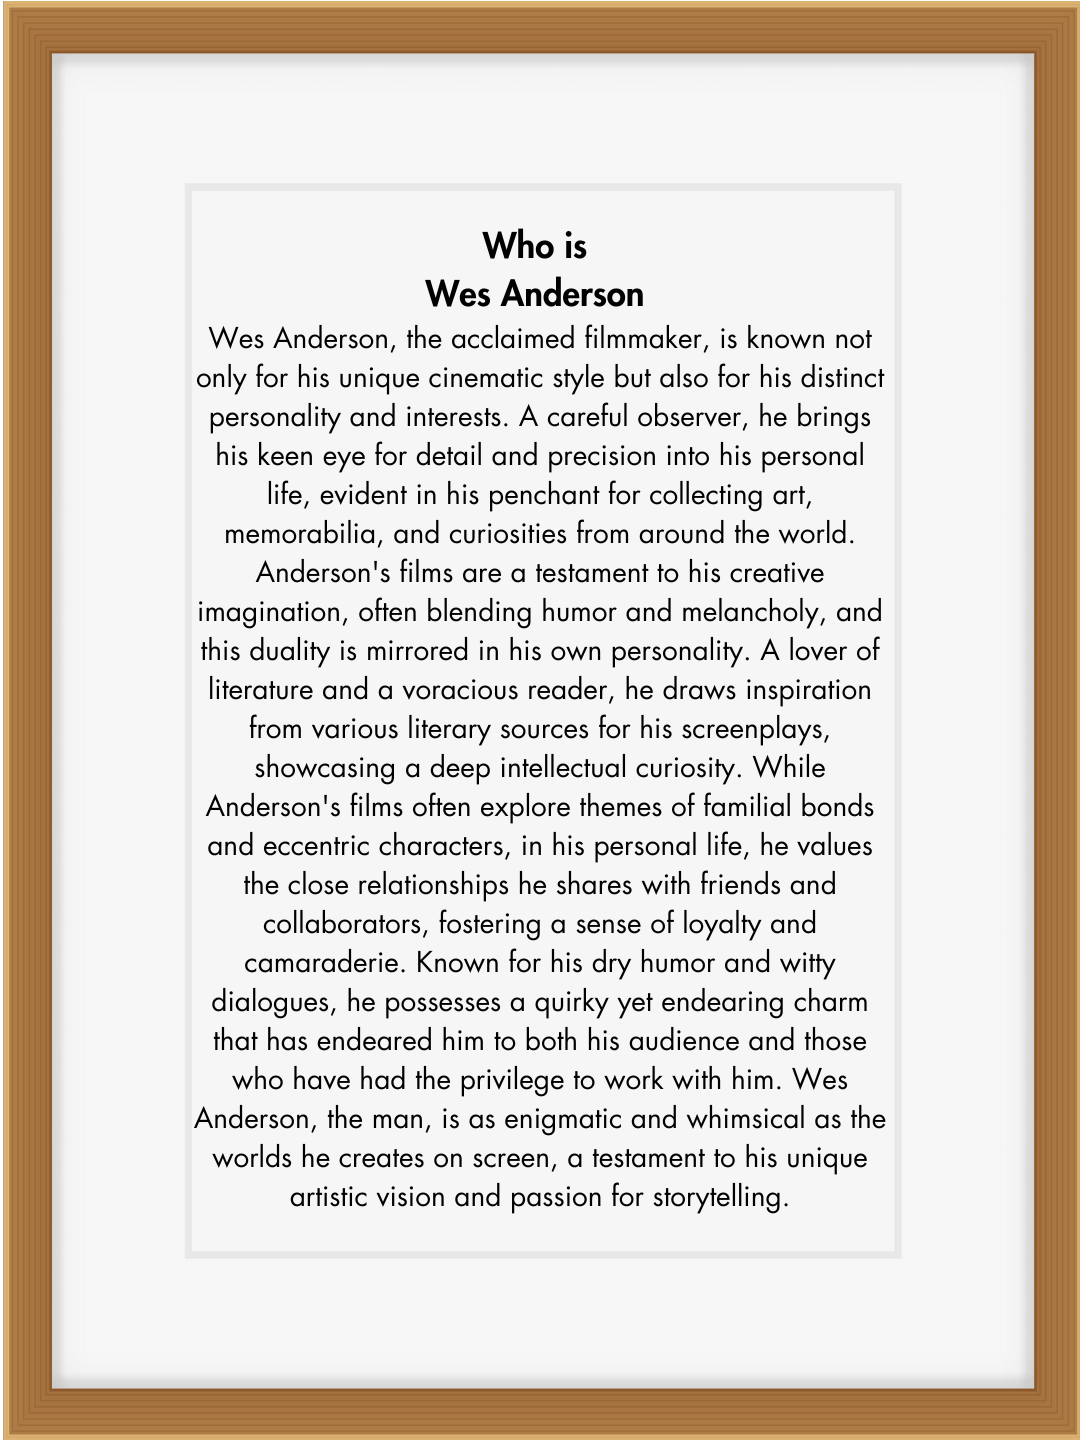 Who is
Wes Anderson
Wes Anderson, the acclaimed filmmaker, is known not
only for his unique cinematic style but also for his distinct
personality and interests. A careful observer, he brings
his keen eye for detail and precision into his personal
life, evident in his penchant for collecting art,
memorabilia, and curiosities from around the world.
Anderson's films are a testament to his creative
imagination, often blending humor and melancholy, and
this duality is mirrored in his own personality. A lover of
literature and a voracious reader, he draws inspiration
from various literary sources for his screenplays,
showcasing a deep intellectual curiosity. While
Anderson's films often explore themes of familial bonds
and eccentric characters, in his personal life, he values
the close relationships he shares with friends and
collaborators, fostering a sense of loyalty and
camaraderie. Known for his dry humor and witty
dialogues, he possesses a quirky yet endearing charm
that has endeared him to both his audience and those
who have had the privilege to work with him. Wes
Anderson, the man, is as enigmatic and whimsical as the
worlds he creates on screen, a testament to his unique
artistic vision and passion for storytelling.